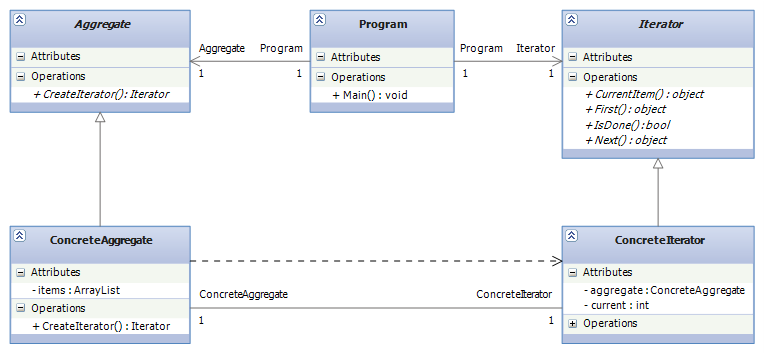 Aggregate
Attributes
Operations
+ CreateIterator() : Iterator
Aggregate
Program
1
1
Program
Attributes
Operations
+ Main() : void
Program
Iterator
1
1
Iterator
Attributes
Operations
+ CurrentItem() : object
+ First() : object
+ IsDone() : bool
+ Next() : object
ConcreteAggregate
Attributes
- items : ArrayList
Operations
+ CreateIterator() : Iterator
ConcreteAggregate
ConcreteIterator
1
1
ConcreteIterator
Attributes
- aggregate : ConcreteAggregate
- current : int
Operations